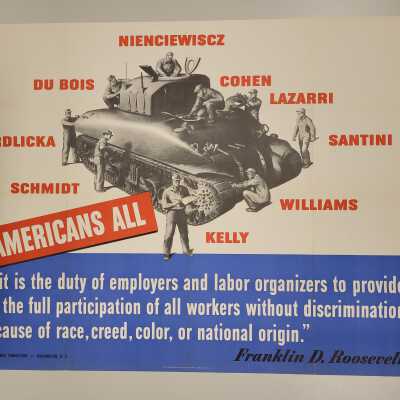 NIENCIEWISCZ
DU BOIS
COHEN
LAZARRI
RDLICKA
SANTINI
SCHMIDT
WILLIAMS
KELLY
AMERICANS ALL
it is the duty of employers and labor organizers to provide
the full participation of all workers without discrimination
cause of race, creed, color, or national origin."
Franklin D. Roosevel